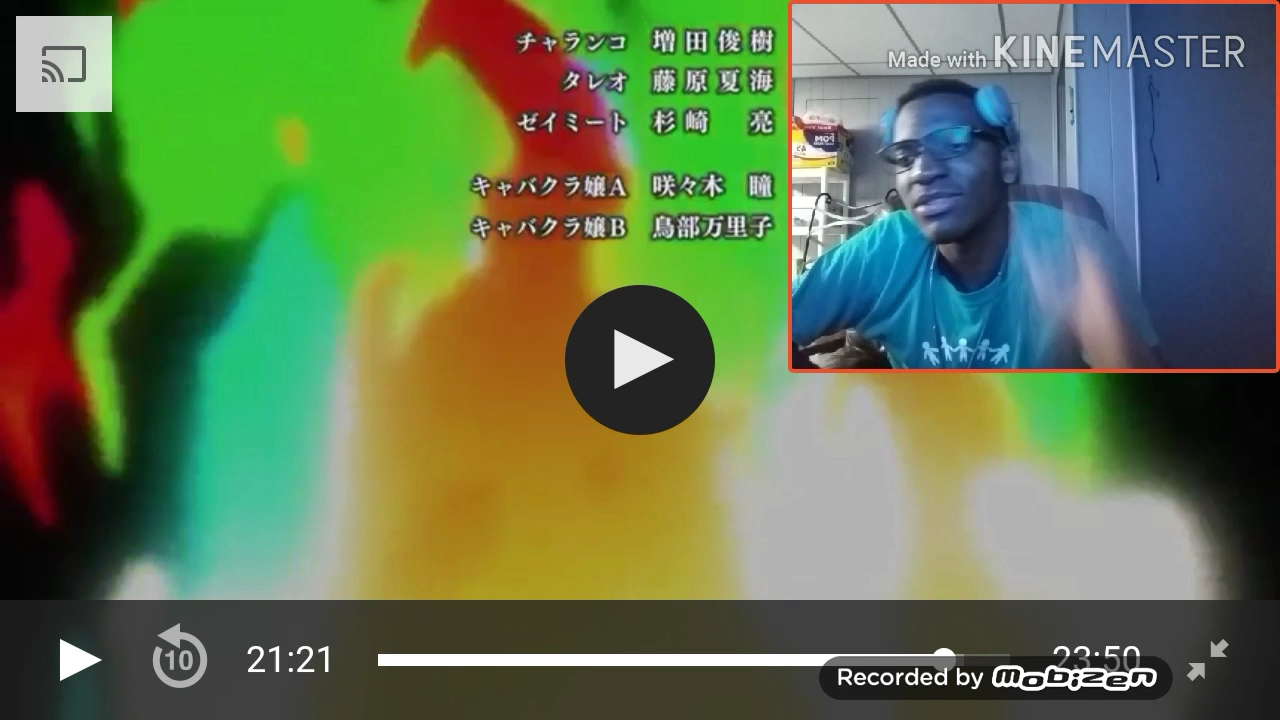 チャランコ 増田俊樹
タレオ 藤原夏海
ゼイミート 杉崎 亮
キャバクラ嬢A 咲々木 瞳
キャバクラ嬢B 鳥部万里子
Made with KINEMASTER
10
21:21
23:50
Recorded by mobizen